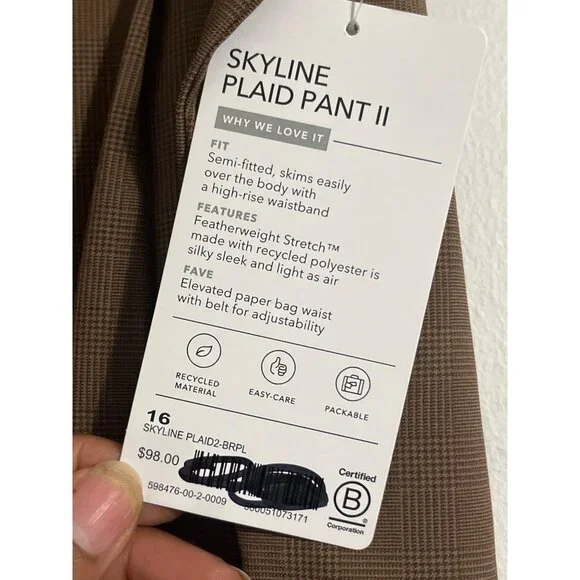 SKYLINE
PLAID PANT II
WHY WE LOVE IT
FIT
Semi-fitted, skims easily
over the body with
a high-rise waistband
FEATURES
Featherweight Stretch™
made with recycled polyester is
silky sleek and light as air
FAVE
Elevated paper bag waist
with belt for adjustability
RECYCLED
MATERIAL
EASY-CARE
PACKABLE
16
SKYLINE PLAID2-BRPL
$98.00
598476-00-2-0009
Certified
B
®
Corporation